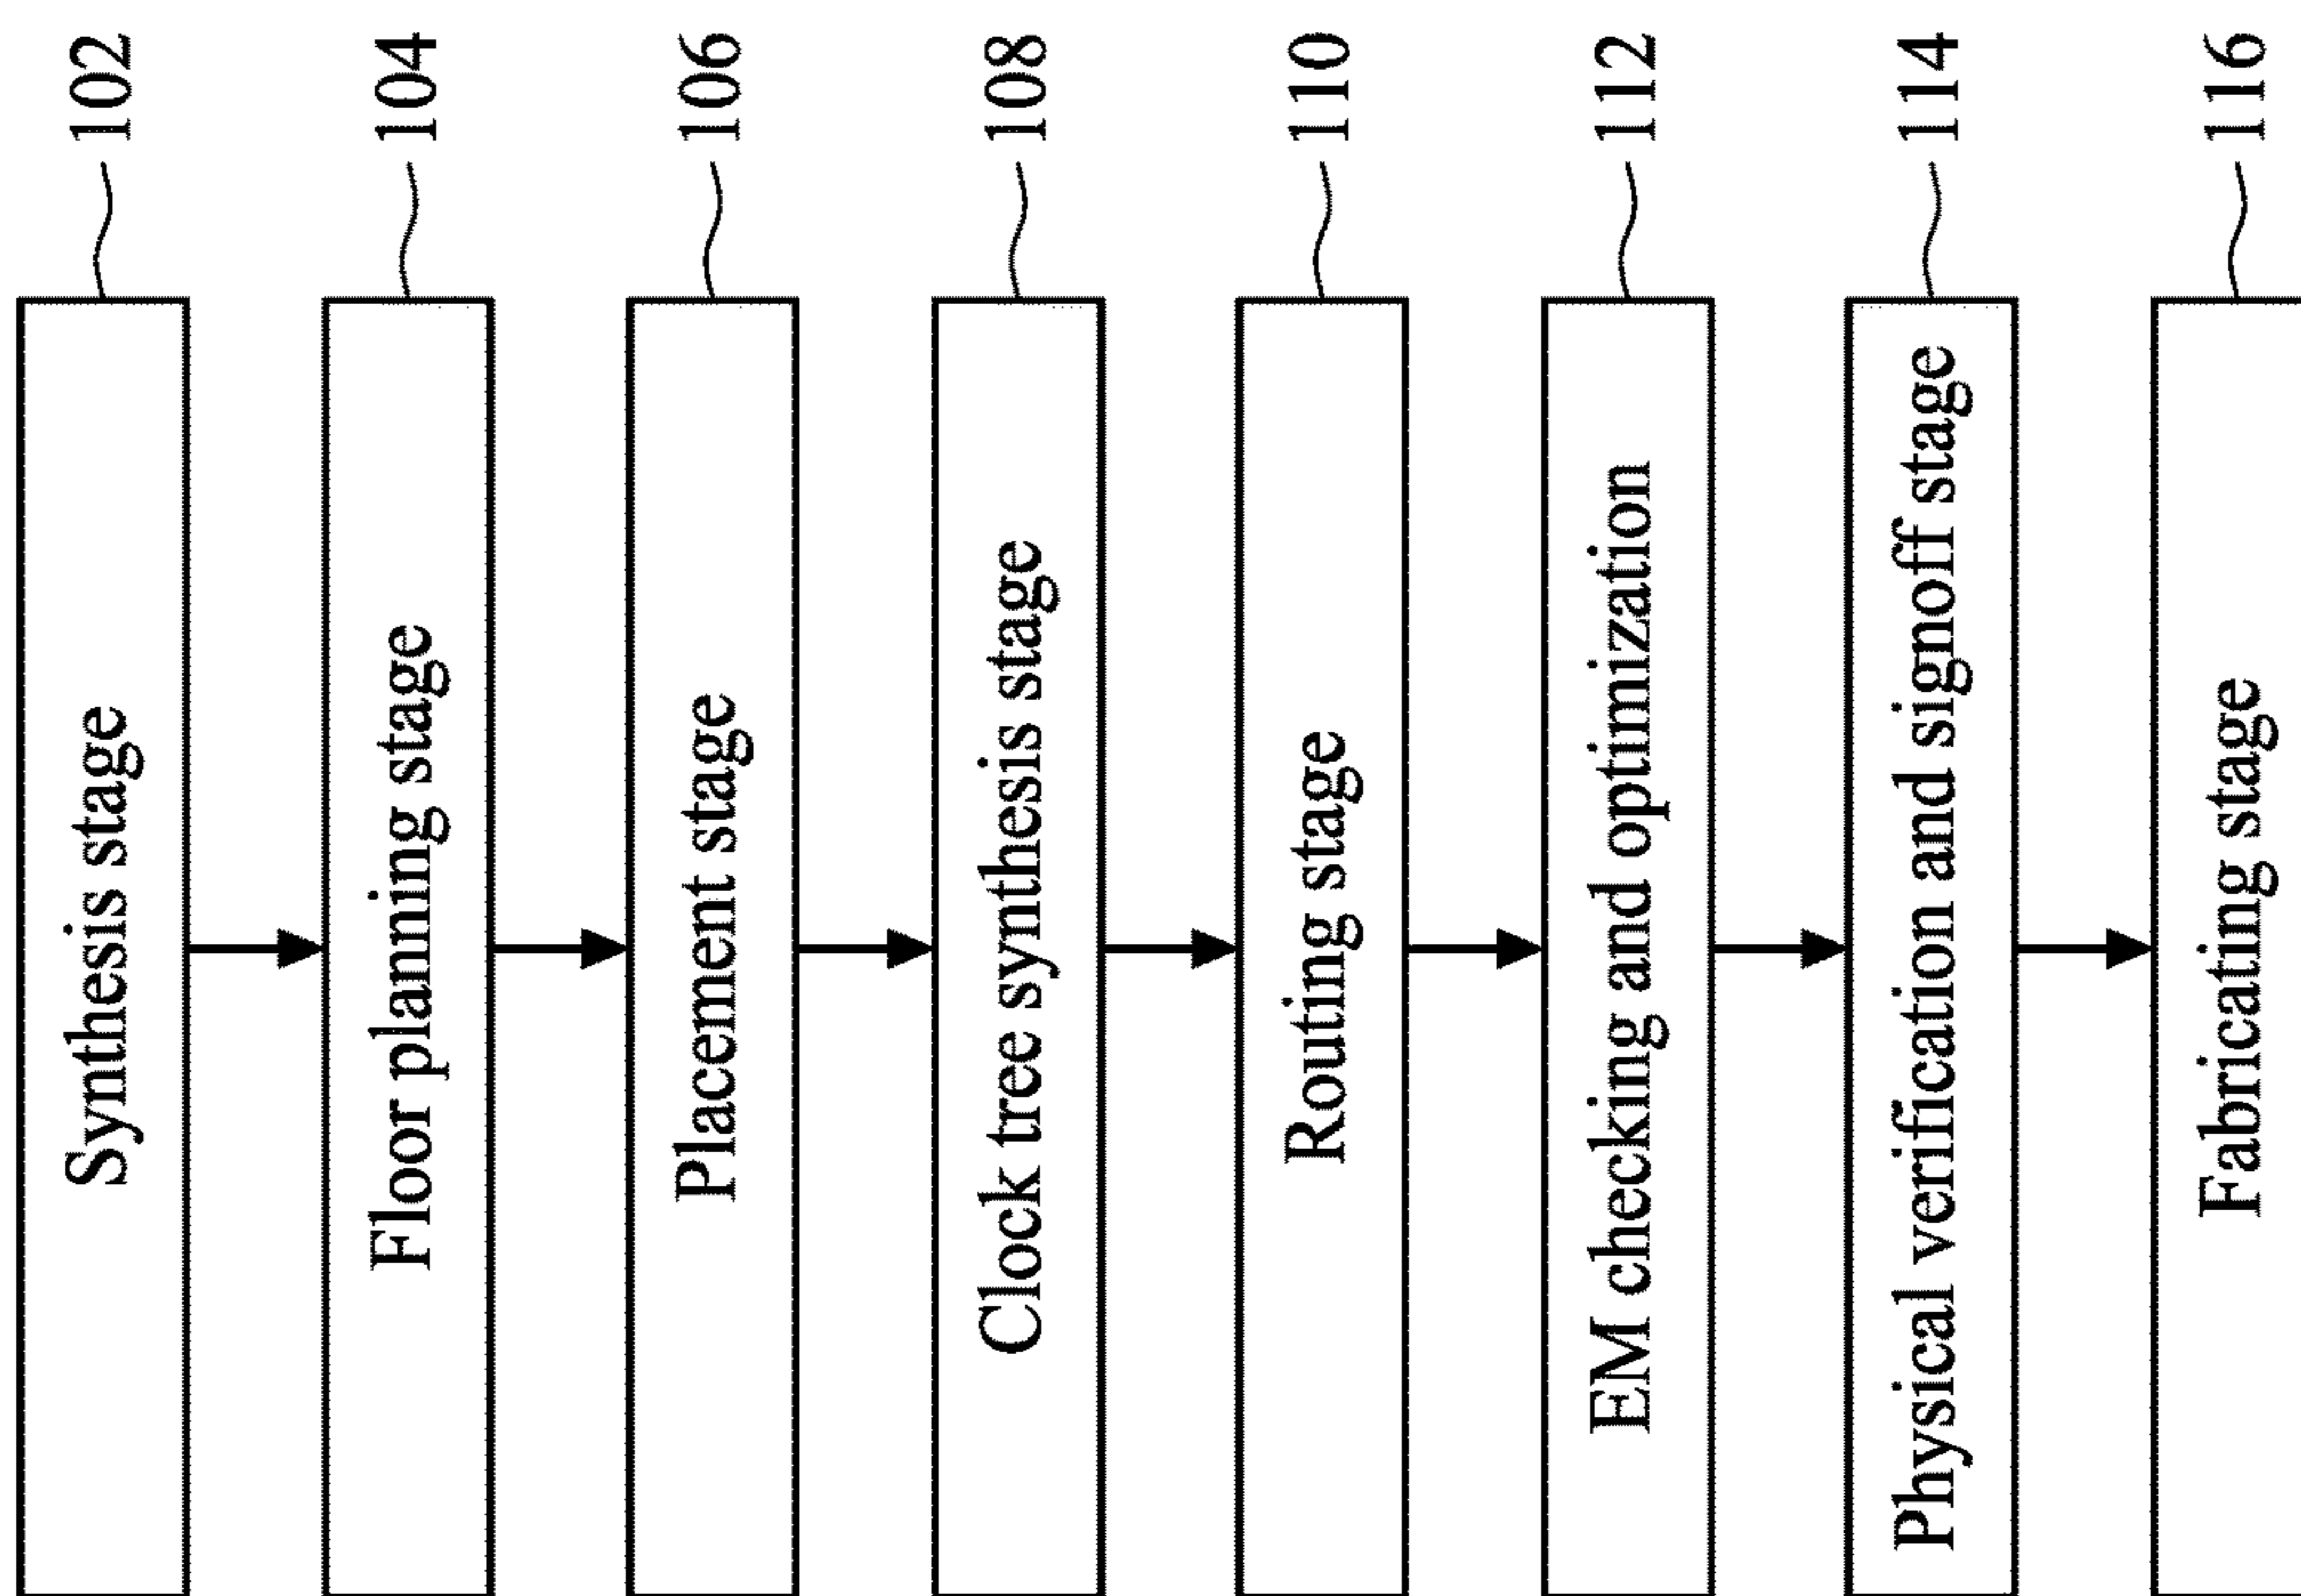 Synthesis stage 102
Floor planning stage 104
Placement stage 106
Clock tree synthesis stage 108
Routing stage 110
EM checking and optimization 112
Physical verification and signoff stage 114
Fabricating stage 116